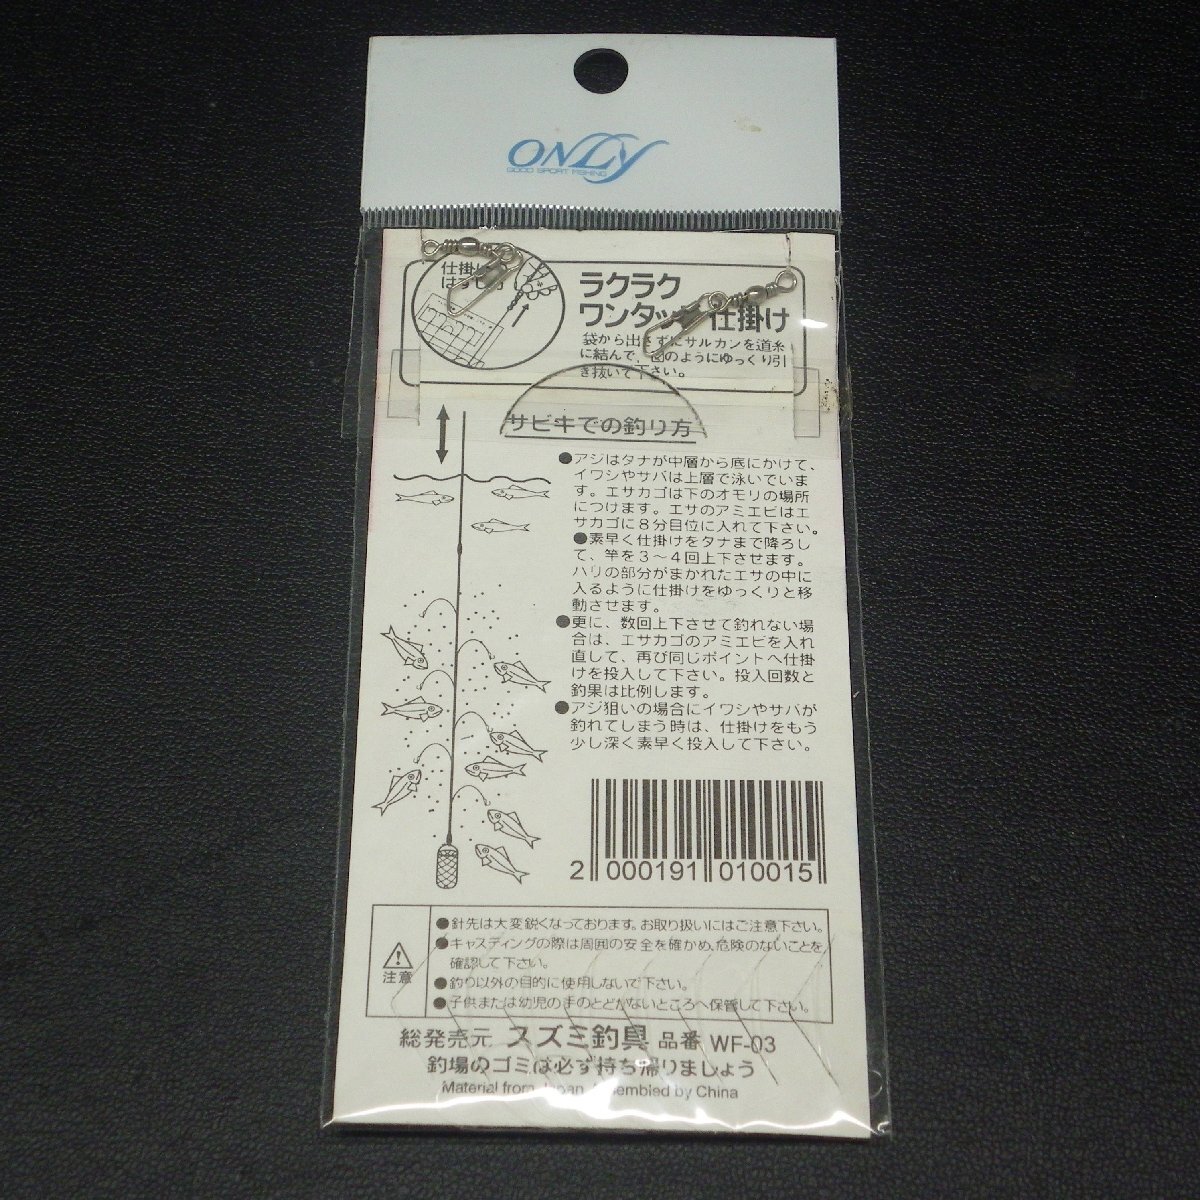 ONLY
GOOD SPORT FISHING
仕掛け
ラクラク
ワンタッチ 仕掛け
袋から出さずにサルカンを道糸
に結んで、図のようにゆっくり引
き抜いて下さい。
サビキでの釣り方
●アジはタナが中層から底にかけて、
イワシやサバは上層で泳いでいま
す。エサカゴは下のオモリの場所
につけます。エサのアミエビはエ
サカゴに8分目位に入れて下さい。
●素早く仕掛けをタナまで降ろし
て、竿を3〜4回上下させます。
ハリの部分がまかれたエサの中に
入るように仕掛けをゆっくりと移
動させます。
●更に、数回上下させて釣れない場
合は、エサカゴのアミエビを入れ
直して、再び同じポイントへ仕掛
けを投入して下さい。投入回数と
釣果は比例します。
●アジ狙いの場合にイワシやサバが
釣れてしまう時は、仕掛けをもう
少し深く素早く投入して下さい。
2 000191 010015
注意
●針先は大変鋭くなっております。お取り扱いにはご注意下さい。
●キャスティングの際は周囲の安全を確かめ、危険のないことを
確認して下さい。
●釣り以外の目的に使用しないで下さい。
●子供または幼児の手のとどかないところへ保管して下さい。
総発売元 スズミ釣具 品番 WF-03
釣場のゴミは必ず持ち帰りましょう
Material from Japan, Assembled by China